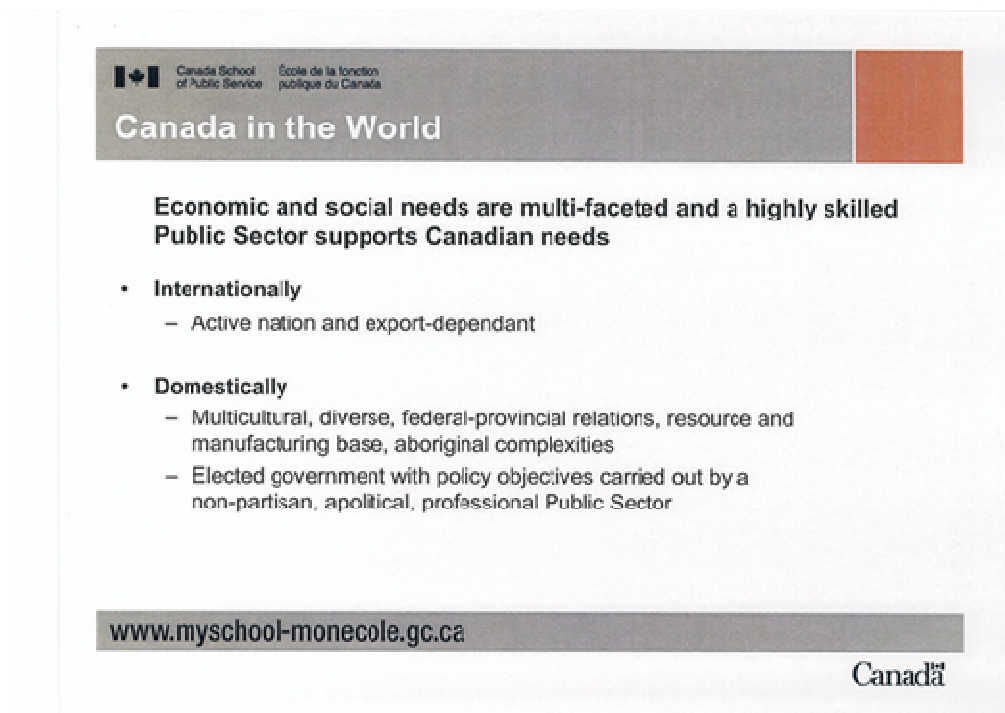 Canada School of Public Service
École de la fonction publique du Canada
Canada in the World
Economic and social needs are multi-faceted and a highly skilled
Public Sector supports Canadian needs
• Internationally
– Active nation and export-dependant
• Domestically
– Multicultural, diverse, federal-provincial relations, resource and
manufacturing base, aboriginal complexities
– Elected government with policy objectives carried out by a
non-partisan, apolitical, professional Public Sector
www.myschool-monecole.gc.ca
Canada